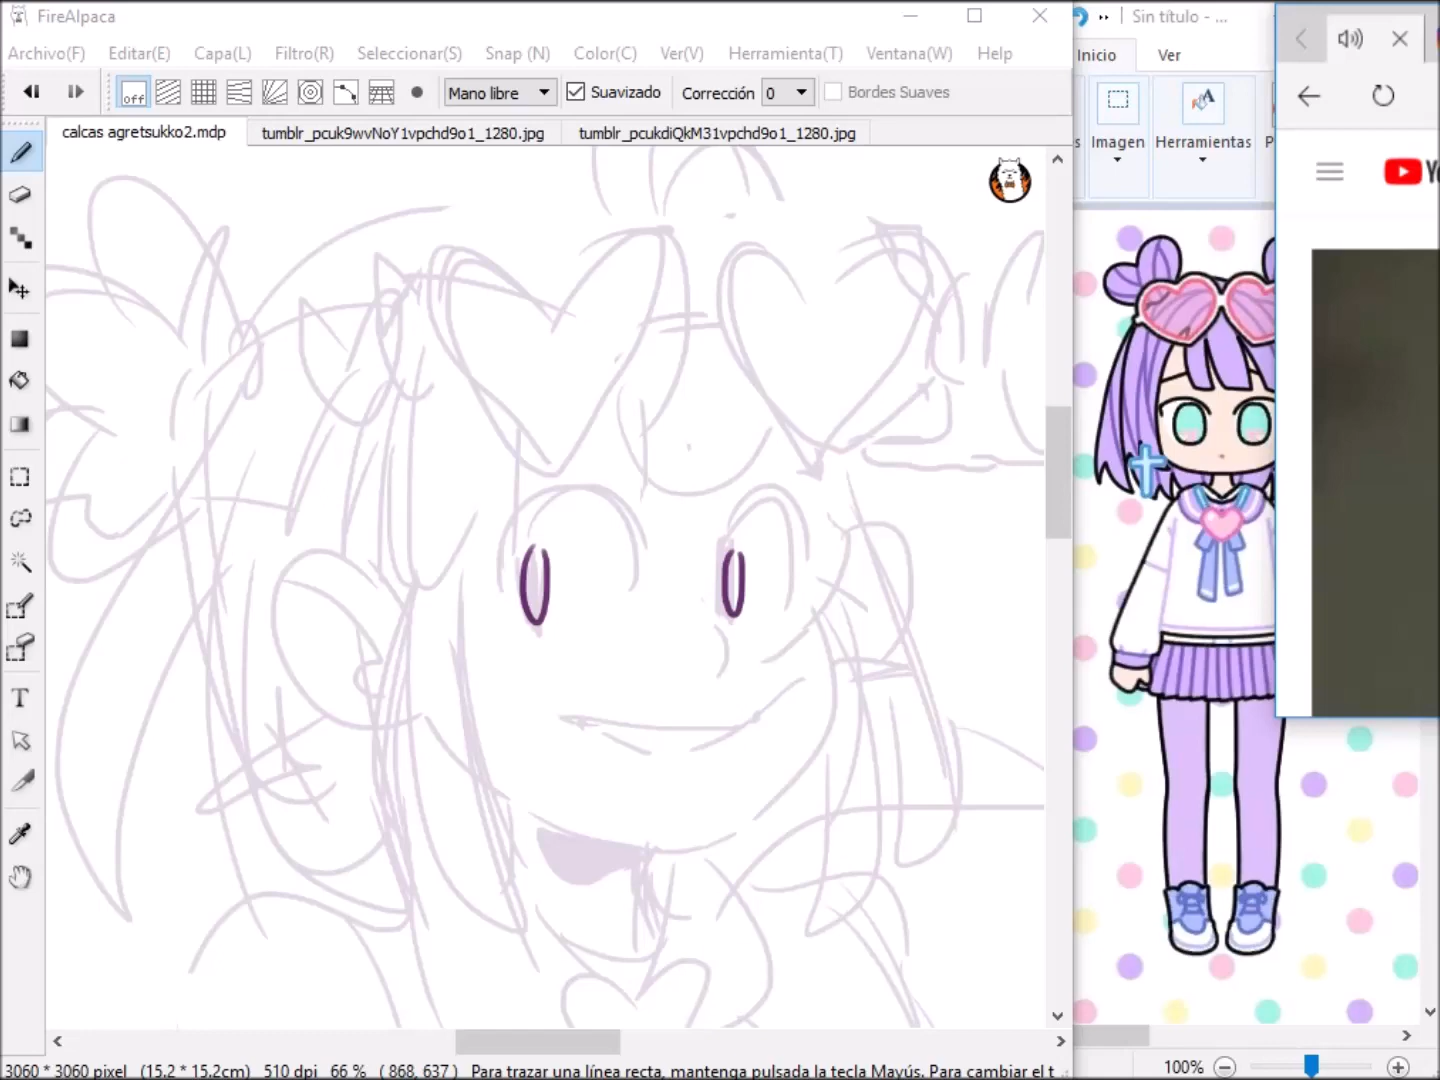 FireAlpaca
Archivo(F) Editar(E) Capa(L) Filtro(R) Seleccionar(S) Snap (N) Color(C) Ver(V) Herramienta(T) Ventana(W) Help
off Mano libre Suavizado Corrección 0 Bordes Suaves
calcas agretsukko2.mdp tumblr_pcuk9wvNoY1vpchd9o1_1280.jpg tumblr_pcukdiQkM31vpchd9o1_1280.jpg
T
3060 * 3060 pixel (15.2 * 15.2cm) 510 dpi 66 % ( 868, 637 ) Para trazar una línea recta, mantenga pulsada la tecla Mayús. Para cambiar el t
Sin título - ...
Inicio Ver
s Imagen Herramientas P
100%